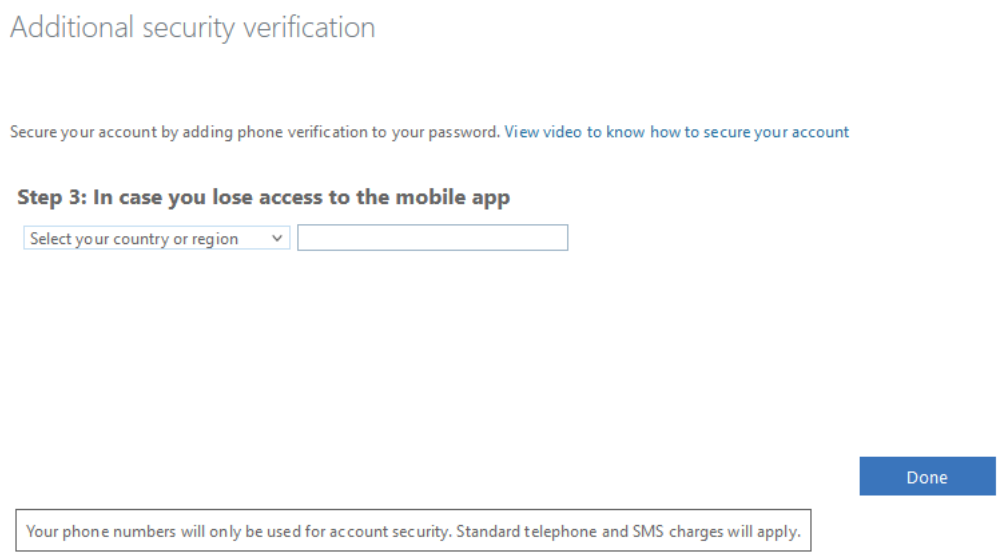 Additional security verification
Secure your account by adding phone verification to your password. View video to know how to secure your account
Step 3: In case you lose access to the mobile app
Select your country or region
Done
Your phone numbers will only be used for account security. Standard telephone and SMS charges will apply.